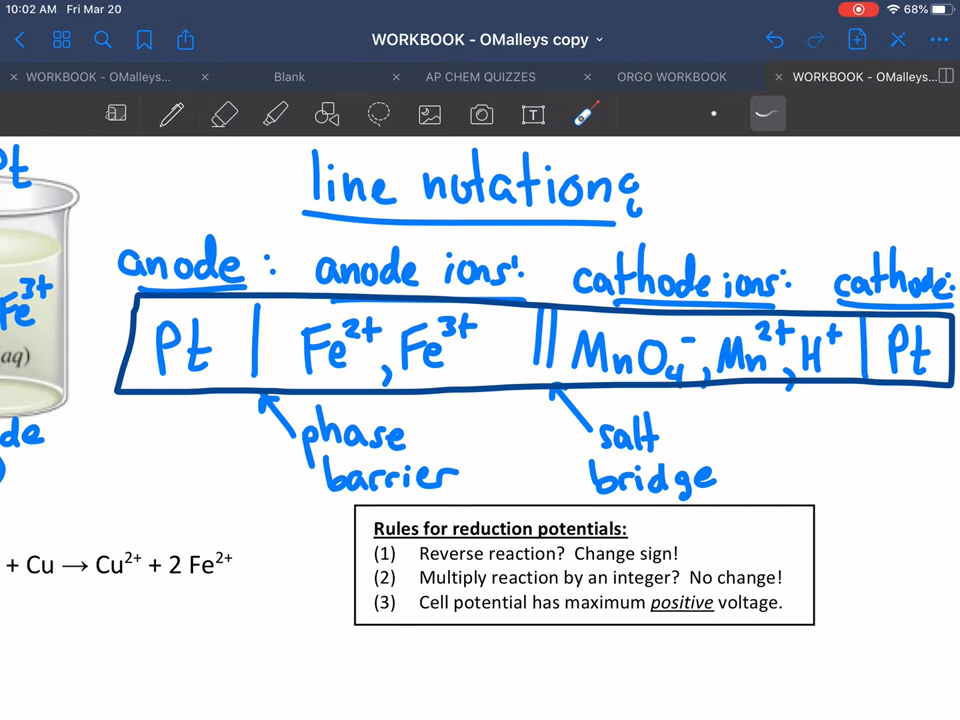 10:02 AM Fri Mar 20 68%
WORKBOOK - OMalleys copy
WORKBOOK - OMalleys... Blank AP CHEM QUIZZES ORGO WORKBOOK WORKBOOK - OMalleys...
Pt
line notation:
anode: anode ions: cathode ions: cathode:
Pt | Fe²⁺, Fe³⁺ || MnO₄⁻, Mn²⁺, H⁺ | Pt
Fe³⁺
(aq)
phase barrier
salt bridge
de
Rules for reduction potentials:
(1) Reverse reaction? Change sign!
(2) Multiply reaction by an integer? No change!
(3) Cell potential has maximum positive voltage.
+ Cu → Cu²⁺ + 2 Fe²⁺